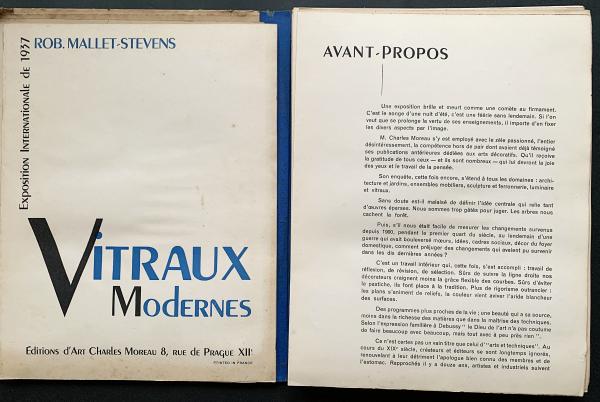 Exposition Internationale de 1937
ROB. MALLET-STEVENS
VITRAUX
MODERNES
Éditions d'Art Charles Moreau 8, rue de Prague XIIᵉ
PRINTED IN FRANCE
AVANT-PROPOS
Une exposition brille et meurt comme une comète au firmament.
C'est le songe d'une nuit d'été, c'est une féerie sans lendemain. Si l'on
veut que se prolonge la vertu de ses enseignements, il importe d'en fixer
les divers aspects par l'image.
M. Charles Moreau s'y est employé avec le zèle passionné, l'entier
désintéressement, la compétence hors de pair dont avaient déjà témoigné
ses publications antérieures dédiées aux arts décoratifs. Qu'il reçoive
la gratitude de tous ceux — et ils sont nombreux — qui lui devront la joie
des yeux et le travail de la pensée.
Son enquête, cette fois encore, s'étend à tous les domaines : archi-
tecture et jardins, ensembles mobiliers, sculpture et ferronnerie, luminaire
et vitraux.
Sans doute est-il malaisé de définir l'idée centrale qui relie tant
d'œuvres éparses. Nous sommes trop gâtés pour juger. Les arbres nous
cachent la forêt.
Puis, s'il nous était facile de mesurer les changements survenus
depuis 1900, pendant le premier quart du siècle, au lendemain d'une
guerre qui avait bouleversé mœurs, idées, cadres sociaux, décor du foyer
domestique, comment préjuger des changements qui avaient pu survenir
dans les dix dernières années ?
C'est un travail intérieur qui, cette fois, s'est accompli : travail de
réflexion, de révision, de sélection. Sûrs de suivre la ligne droite nos
décorateurs craignent moins la grâce flexible des courbes. Sûrs d'éviter
le pastiche, ils font place à la tradition. Plus de rigorisme outrancier ;
les plans s'animent de reliefs, la couleur vient aviver l'aride blancheur
des surfaces.
Des programmes plus proches de la vie ; une beauté qui a sa source,
moins dans la richesse des matières que dans la maîtrise des techniques.
Selon l'expression familière à Debussy " le Dieu de l'art n'a pas coutume
de faire beaucoup avec beaucoup, mais tout avec à peu près rien ".
Ce n'est certes pas un vain titre que celui d'"arts et techniques". Au
cours du XIXᵉ siècle, créateurs et éditeurs se sont longtemps ignorés,
renouvelant à leur détriment l'apologue bien connu des membres et de
l'estomac. Rapprochés il y a douze ans, artistes et industriels suivent